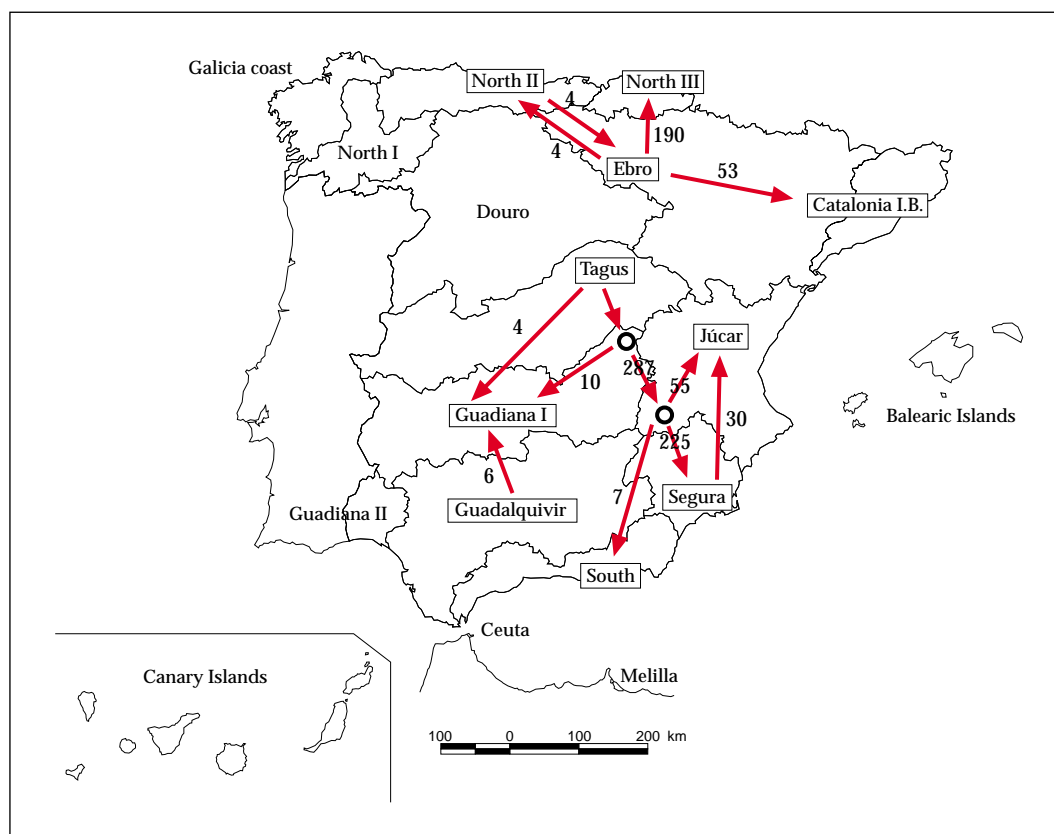 Galicia coast
North II
North III
4
190
4
North I
Ebro
53
Catalonia I.B.
Douro
Tagus
4
Júcar
287
10
55
Guadiana I
30
Balearic Islands
225
6
7
Segura
Guadalquivir
Guadiana II
South
Ceuta
Canary Islands
Melilla
100 0 100 200 km